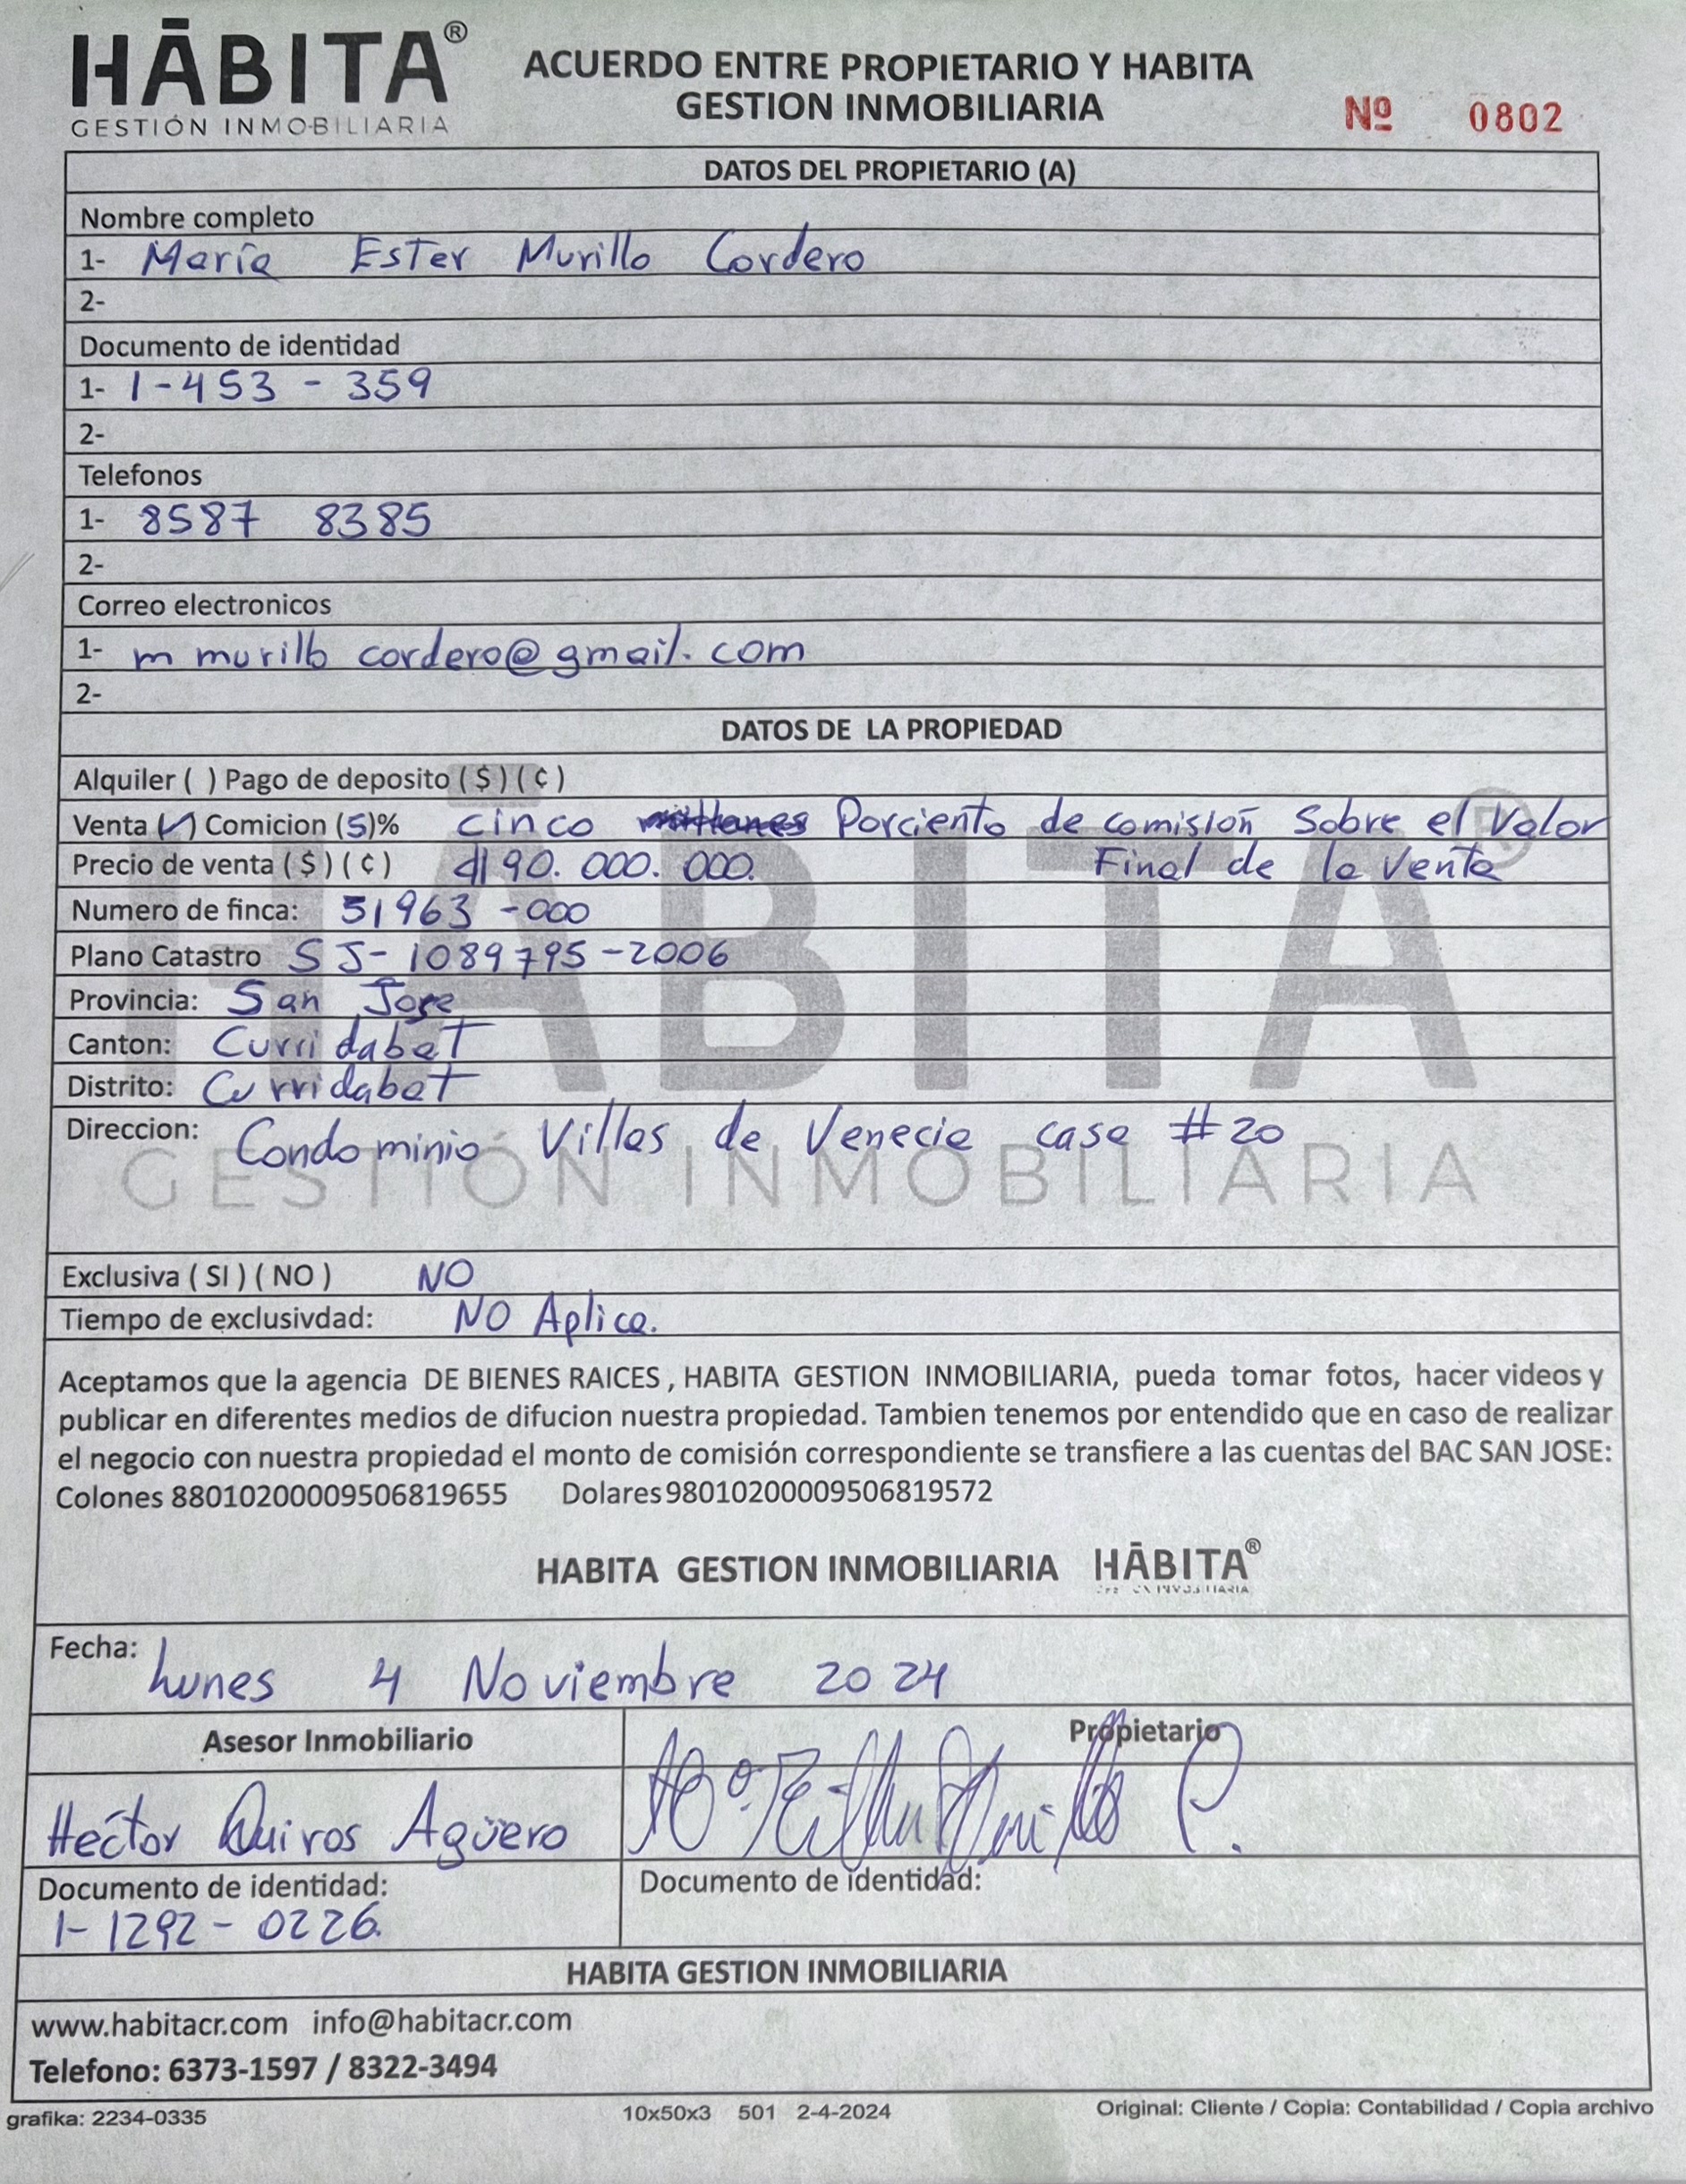 HĀBITA®
GESTIÓN INMOBILIARIA
ACUERDO ENTRE PROPIETARIO Y HABITA
GESTION INMOBILIARIA
Nº 0802
DATOS DEL PROPIETARIO (A)
Nombre completo
1- María Ester Murillo Cordero
2-
Documento de identidad
1- 1-453-359
2-
Telefonos
1- 8587 8385
2-
Correo electronicos
1- m murillo cordero@gmail.com
2-
DATOS DE LA PROPIEDAD
Alquiler ( ) Pago de deposito ( $ ) ( ¢ )
Venta (✓) Comicion (5)% cinco millones Porciento de comisión Sobre el Valor
Final de la Venta
Precio de venta ( $ ) ( ¢ ) ₡190.000.000.
Numero de finca: 51963-000
Plano Catastro SJ-1089795-2006
Provincia: San Jose
Canton: Curridabat
Distrito: Curridabat
Direccion: Condominio Villas de Venecia casa #20
HĀBITA®
GESTIÓN INMOBILIARIA
Exclusiva ( SI ) ( NO ) NO
Tiempo de exclusivdad: NO Aplica.
Aceptamos que la agencia DE BIENES RAICES , HABITA GESTION INMOBILIARIA, pueda tomar fotos, hacer videos y
publicar en diferentes medios de difucion nuestra propiedad. Tambien tenemos por entendido que en caso de realizar
el negocio con nuestra propiedad el monto de comisión correspondiente se transfiere a las cuentas del BAC SAN JOSE:
Colones 88010200009506819655 Dolares 98010200009506819572
HABITA GESTION INMOBILIARIA HĀBITA®
Fecha: Lunes 4 Noviembre 2024
Asesor Inmobiliario
Propietario
Héctor Quiros Agüero
Documento de identidad:
1-1292-0226.
Documento de identidad:
HABITA GESTION INMOBILIARIA
www.habitacr.com info@habitacr.com
Telefono: 6373-1597 / 8322-3494
grafika: 2234-0335
10x50x3 501 2-4-2024
Original: Cliente / Copia: Contabilidad / Copia archivo